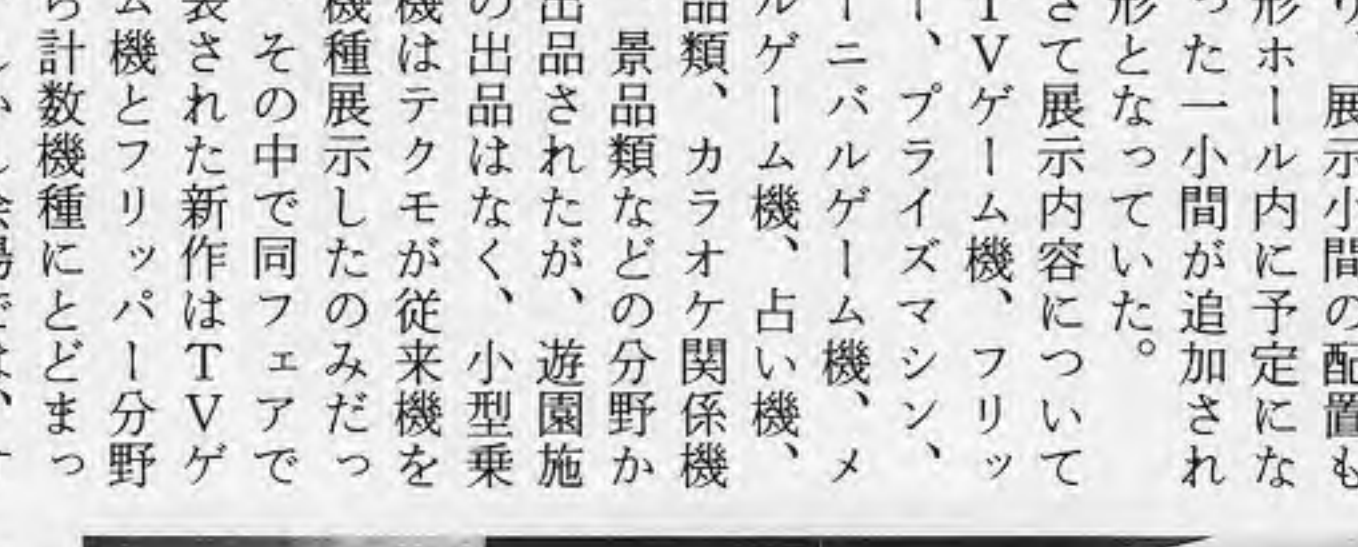 り、展示小間の配置も
形ホール内に予定にな
った一小間が追加され
形となっていた。
さて展示内容について
TVゲーム機、フリッ
ー、プライズマシン、
ーニバルゲーム機、メ
ルゲーム機、占い機、
品類、カラオケ関係機
景品類などの分野か
出品されたが、遊園施
の出品はなく、小型乗
機はテクモが従来機を
機種展示したのみだっ
その中で同フェアで
表された新作はTVゲ
ム機とフリッパー分野
ら計数機種にとどまっ